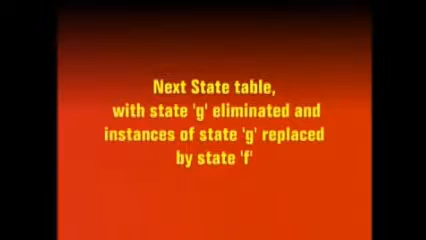 Next State table,
with state 'g' eliminated and
instances of state 'g' replaced
by state 'f'